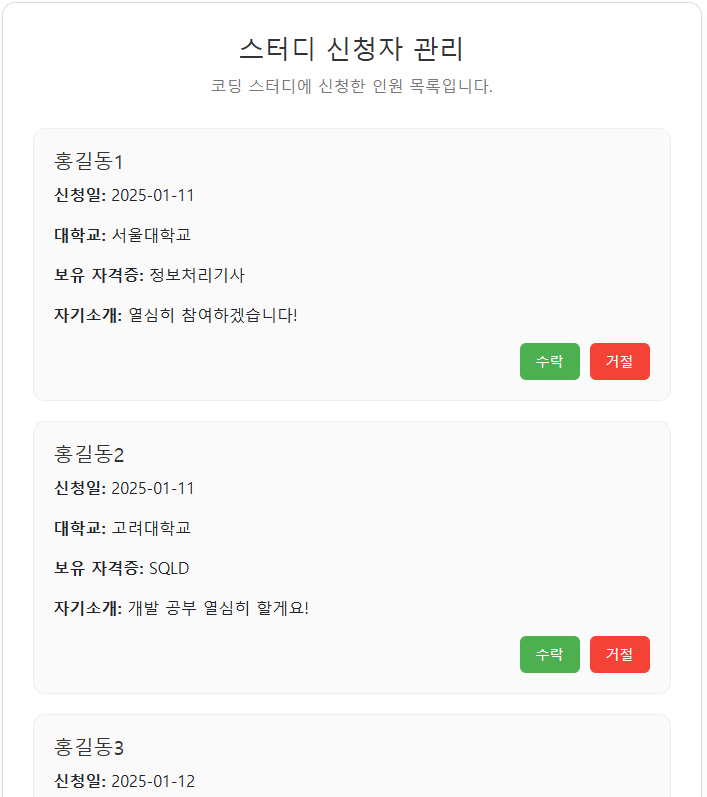 스터디 신청자 관리
코딩 스터디에 신청한 인원 목록입니다.
홍길동1
신청일: 2025-01-11
대학교: 서울대학교
보유 자격증: 정보처리기사
자기소개: 열심히 참여하겠습니다!
수락 거절
홍길동2
신청일: 2025-01-11
대학교: 고려대학교
보유 자격증: SQLD
자기소개: 개발 공부 열심히 할게요!
수락 거절
홍길동3
신청일: 2025-01-12